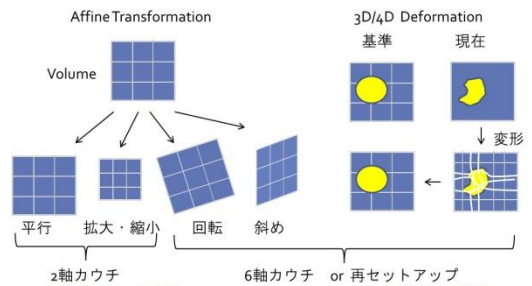 Affine Transformation
3D/4D Deformation
基準
現在
Volume
変形
平行
拡大・縮小
回転
斜め
2軸カウチ
6軸カウチ or 再セットアップ